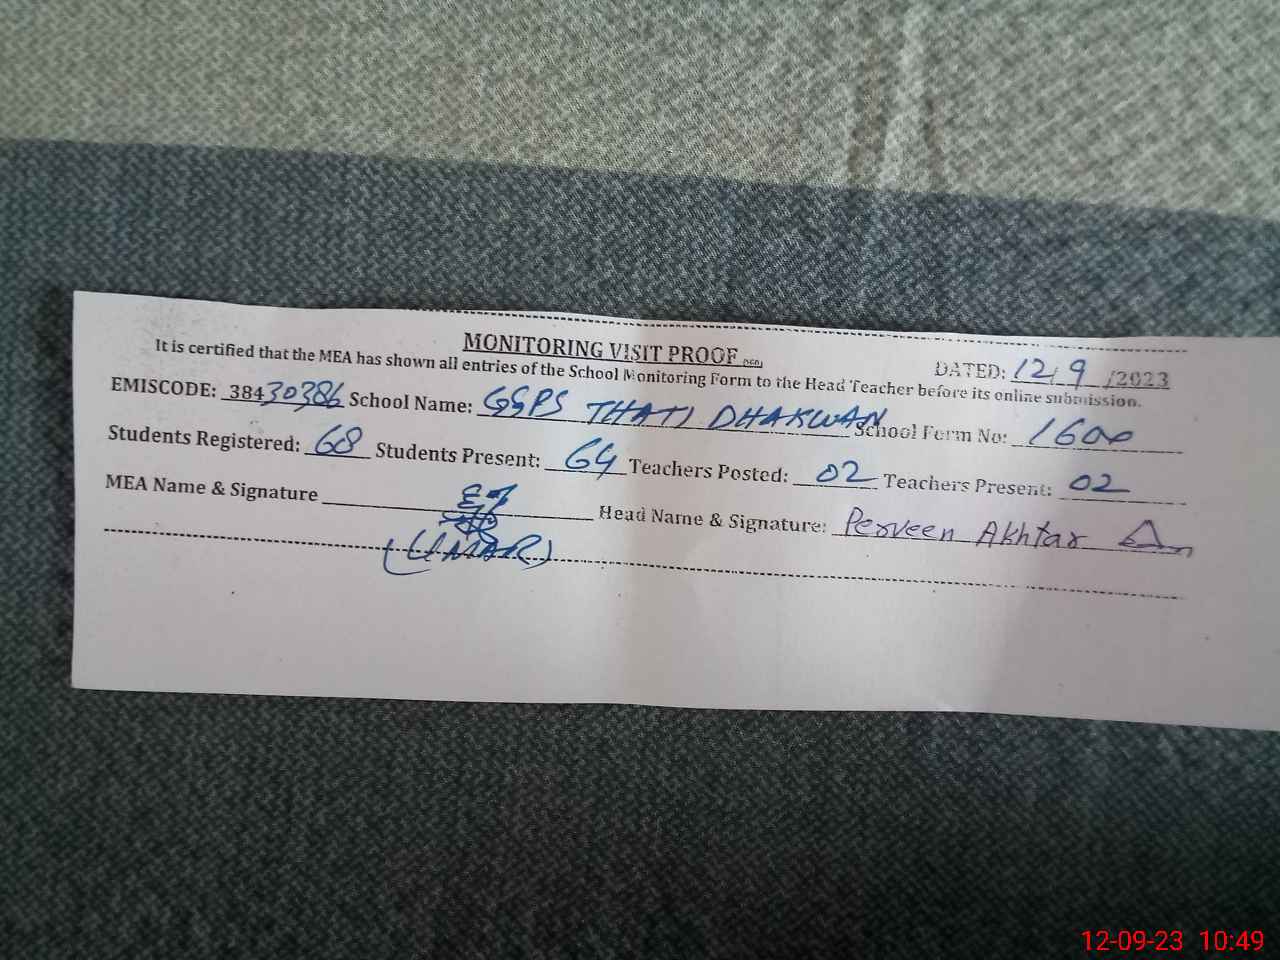 MONITORING VISIT PROOF
DATED: 12/9/2023
It is certified that the MEA has shown all entries of the School Monitoring Form to the Head Teacher before its online submission.
EMISCODE: 38430386 School Name: GGPS THATI DHAKWAN School Form No: 1600
Students Registered: 68 Students Present: 64 Teachers Posted: 02 Teachers Present: 02
MEA Name & Signature Head Name & Signature: Perveen Akhtar
(UMAR)
12-09-23 10:49